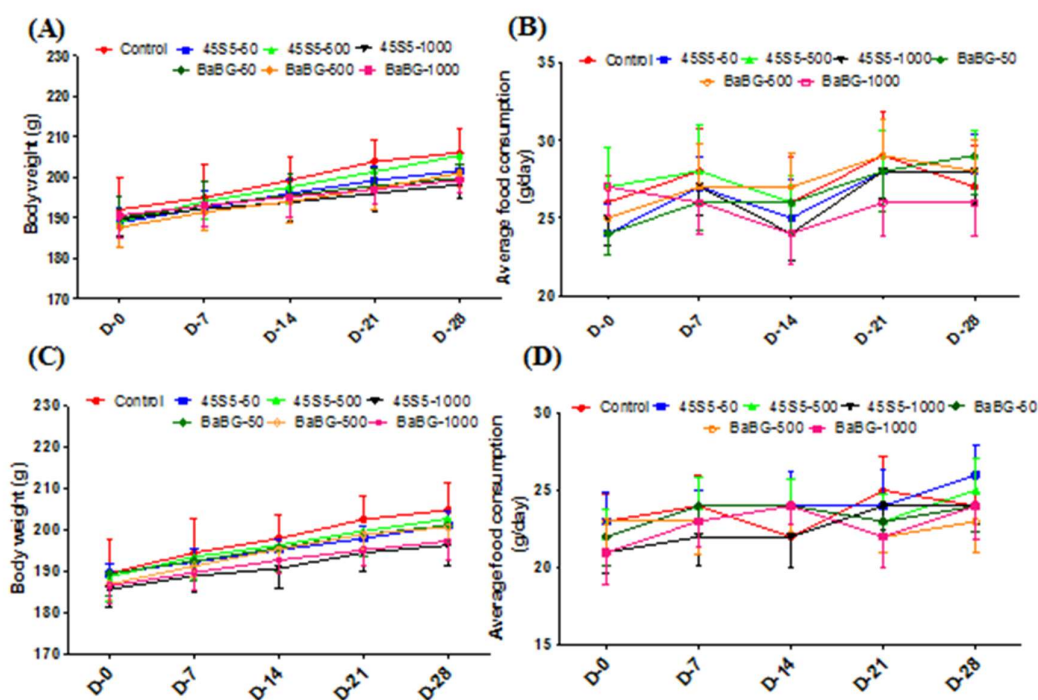 (A)
Control 45S5-50 45S5-500 45S5-1000
BaBG-50 BaBG-500 BaBG-1000
Body weight (g)
230
220
210
200
190
180
170
D-0 D-7 D-14 D-21 D-28
(B)
Control 45S5-50 45S5-500 45S5-1000 BaBG-50
BaBG-500 BaBG-1000
Average food consumption
(g/day)
35
30
25
20
D-0 D-7 D-14 D-21 D-28
(C)
Control 45S5-50 45S5-500 45S5-1000
BaBG-50 BaBG-500 BaBG-1000
Body weight (g)
230
220
210
200
190
180
170
D-0 D-7 D-14 D-21 D-28
(D)
Control 45S5-50 45S5-500 45S5-1000 BaBG-50
BaBG-500 BaBG-1000
Average food consumption
(g/day)
30
25
20
15
D-0 D-7 D-14 D-21 D-28